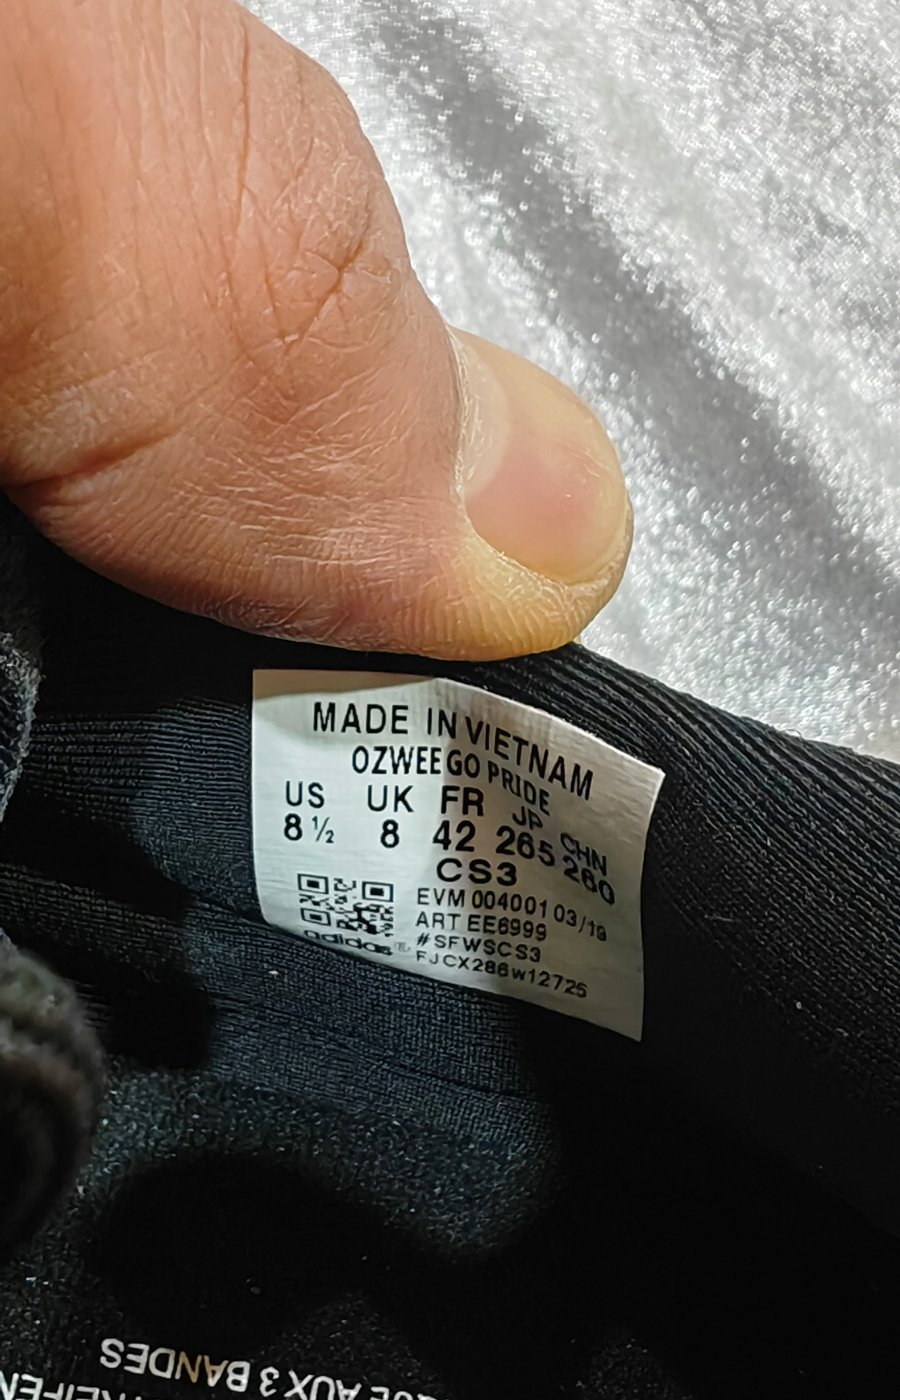 MADE IN VIETNAM
OZWEEGO PRIDE
US UK FR JP CHN
8 ½ 8 42 265 260
CS3
EVM 004001 03/19
ART EE6999
#SFWSCS3
FJCX286w12725
adidas
AUX 3 BANDES